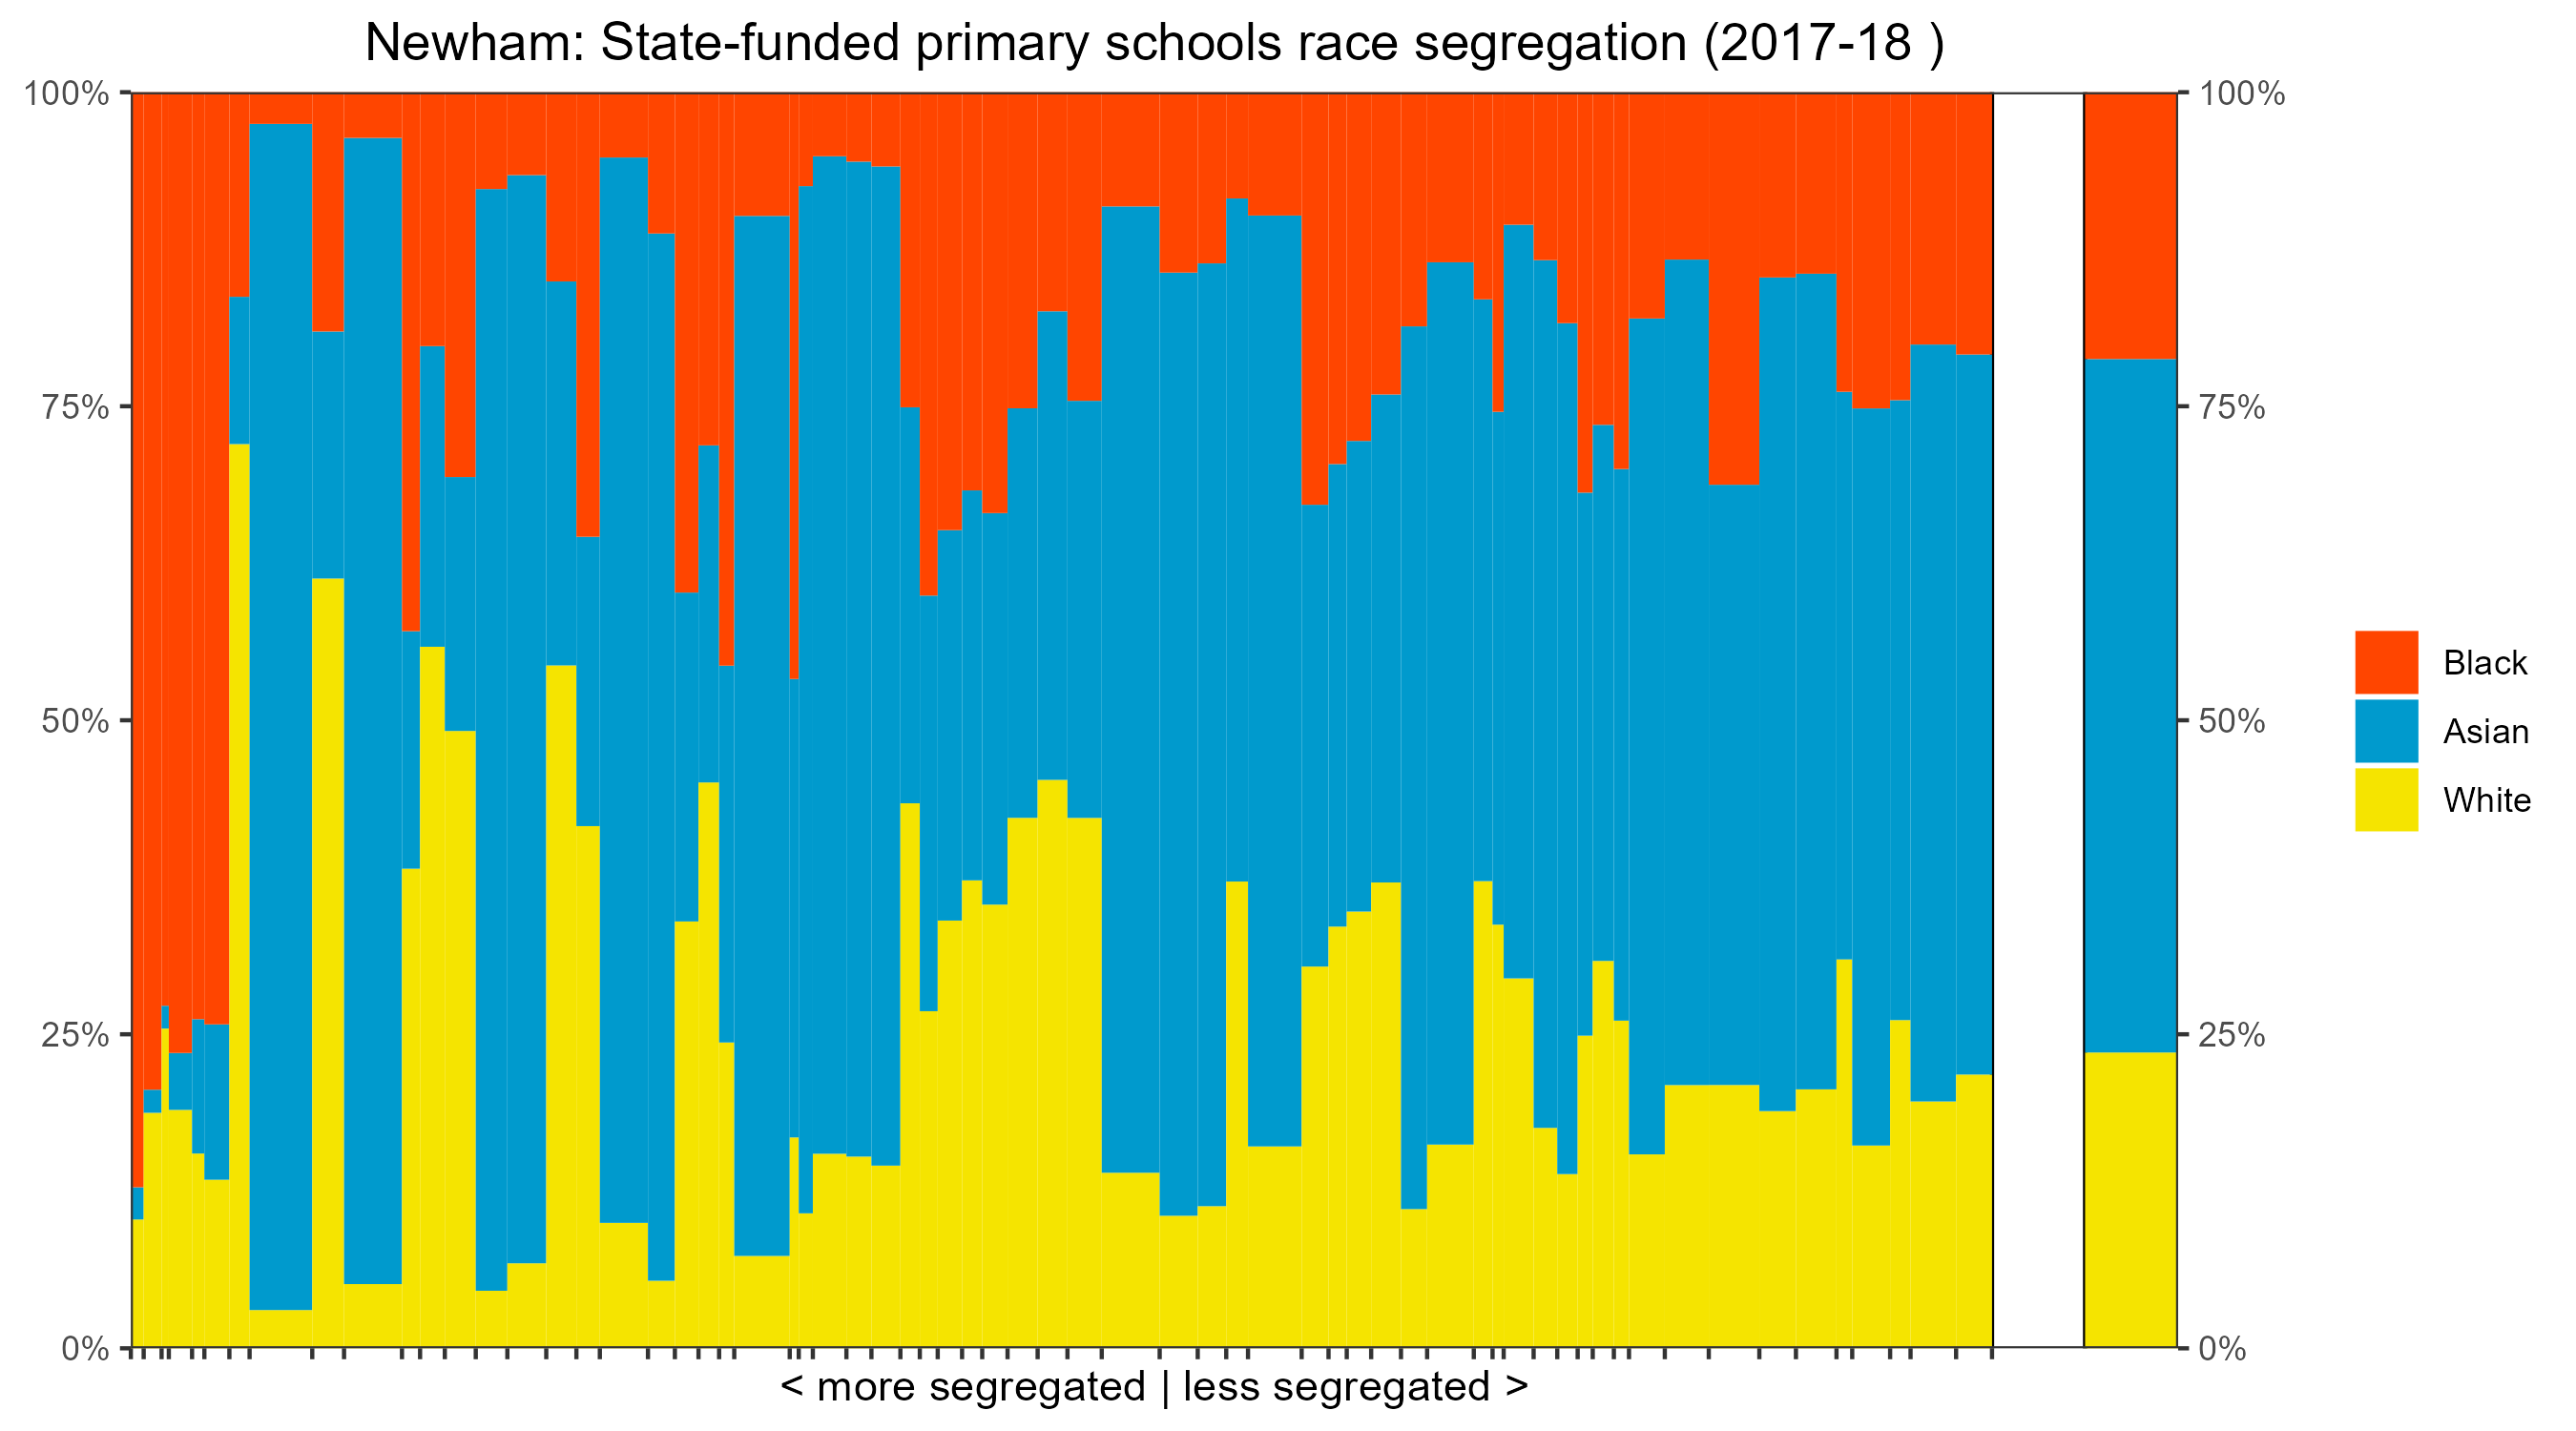 Newham: State-funded primary schools race segregation (2017-18 )
100%
75%
50%
25%
0%
100%
75%
50%
25%
0%
Black
Asian
White
< more segregated | less segregated >